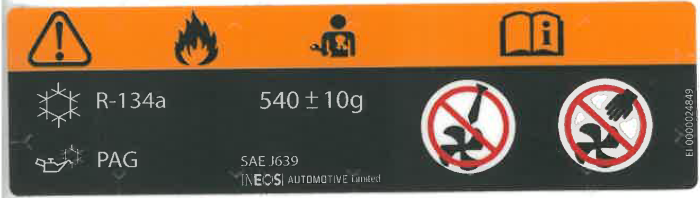 R-134a 540 ± 10g
PAG
SAE J639
INEOS AUTOMOTIVE Limited
EI 0000024849